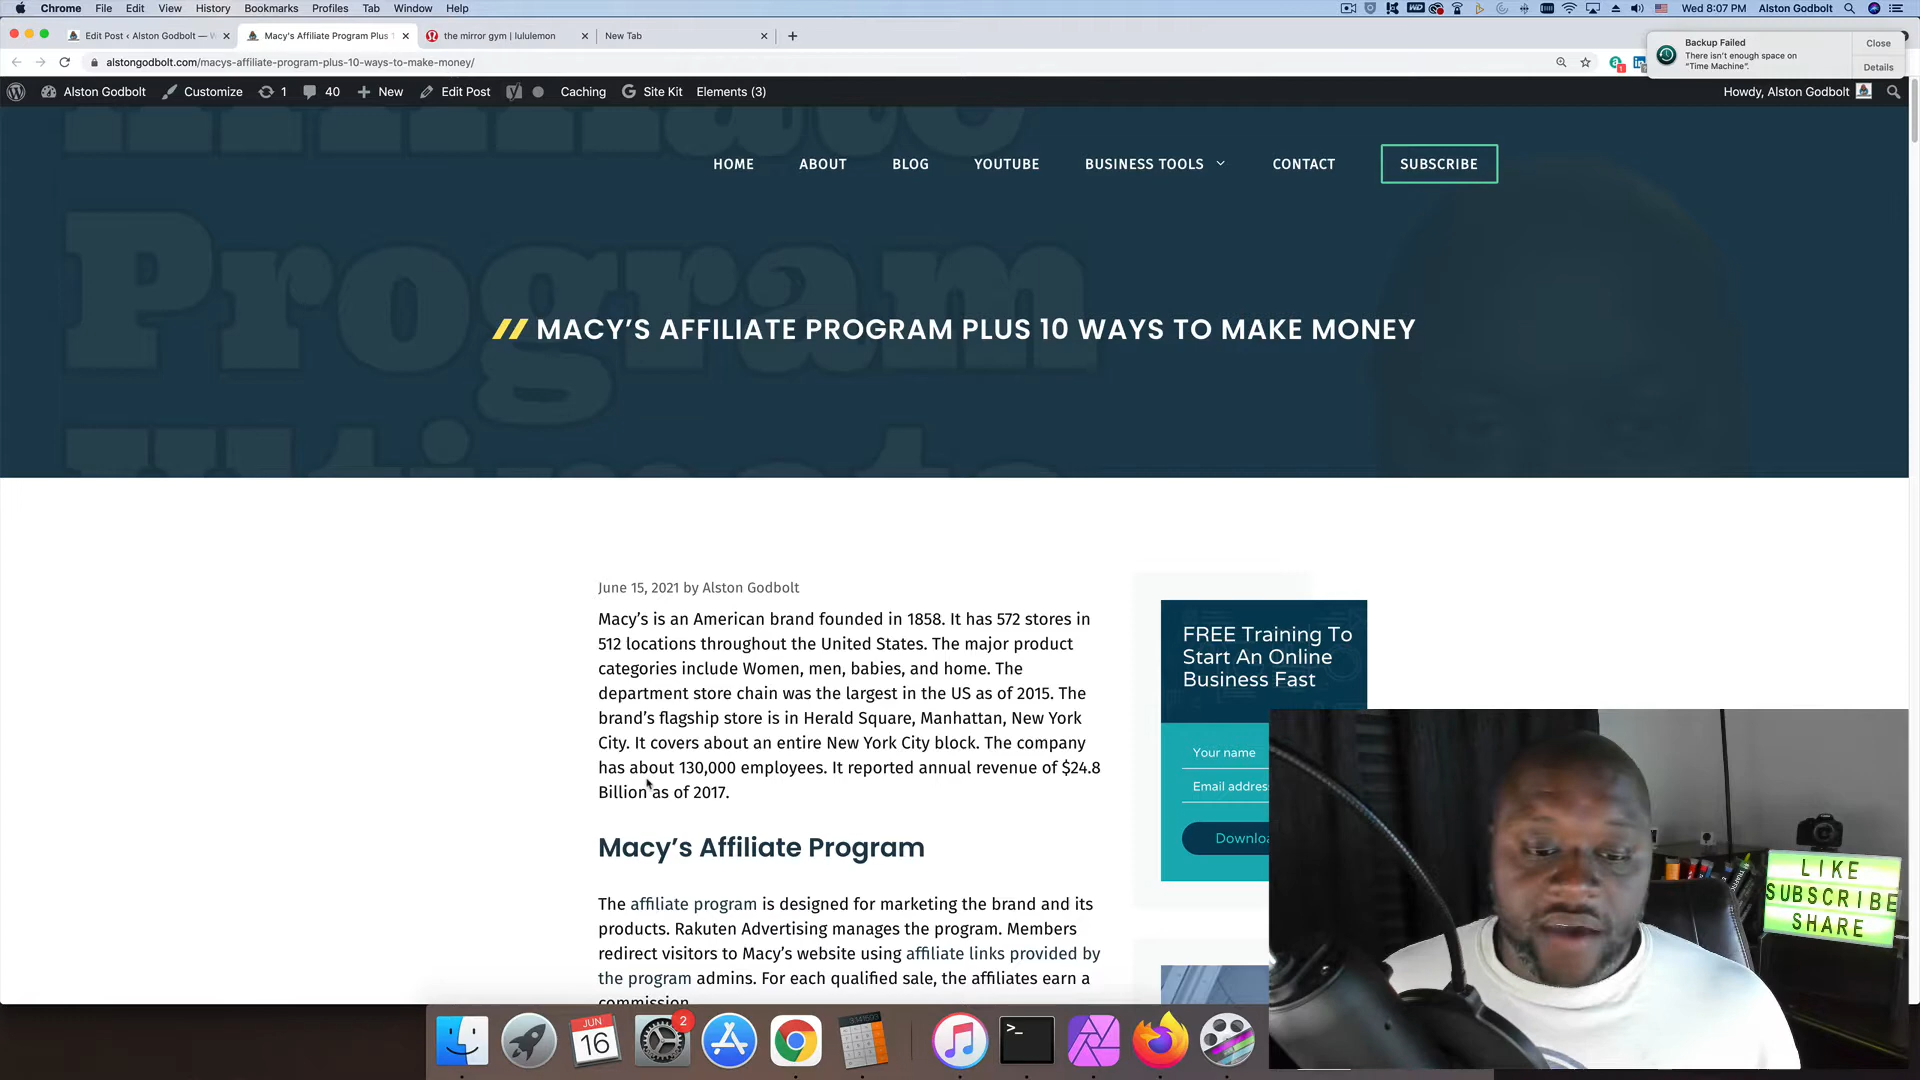 Chrome File Edit View History Bookmarks Profiles Tab Window Help
Wed 8:07 PM Alston Godbolt
Edit Post ‹ Alston Godbolt —
Macy's Affiliate Program Plus
the mirror gym | lululemon
New Tab
Backup Failed
There isn't enough space on
"Time Machine".
Close
Details
alstongodbolt.com/macys-affiliate-program-plus-10-ways-to-make-money/
Alston Godbolt Customize 1 40 New Edit Post Caching Site Kit Elements (3)
Howdy, Alston Godbolt
Program
HOME ABOUT BLOG YOUTUBE BUSINESS TOOLS CONTACT SUBSCRIBE
// MACY'S AFFILIATE PROGRAM PLUS 10 WAYS TO MAKE MONEY
June 15, 2021 by Alston Godbolt
Macy's is an American brand founded in 1858. It has 572 stores in
512 locations throughout the United States. The major product
categories include Women, men, babies, and home. The
department store chain was the largest in the US as of 2015. The
brand's flagship store is in Herald Square, Manhattan, New York
City. It covers about an entire New York City block. The company
has about 130,000 employees. It reported annual revenue of $24.8
Billion as of 2017.
Macy's Affiliate Program
The affiliate program is designed for marketing the brand and its
products. Rakuten Advertising manages the program. Members
redirect visitors to Macy's website using affiliate links provided by
the program admins. For each qualified sale, the affiliates earn a
commission.
FREE Training To
Start An Online
Business Fast
Your name
Email address
Downloa
LIKE
SUBSCRIBE
SHARE
JUN
16
2